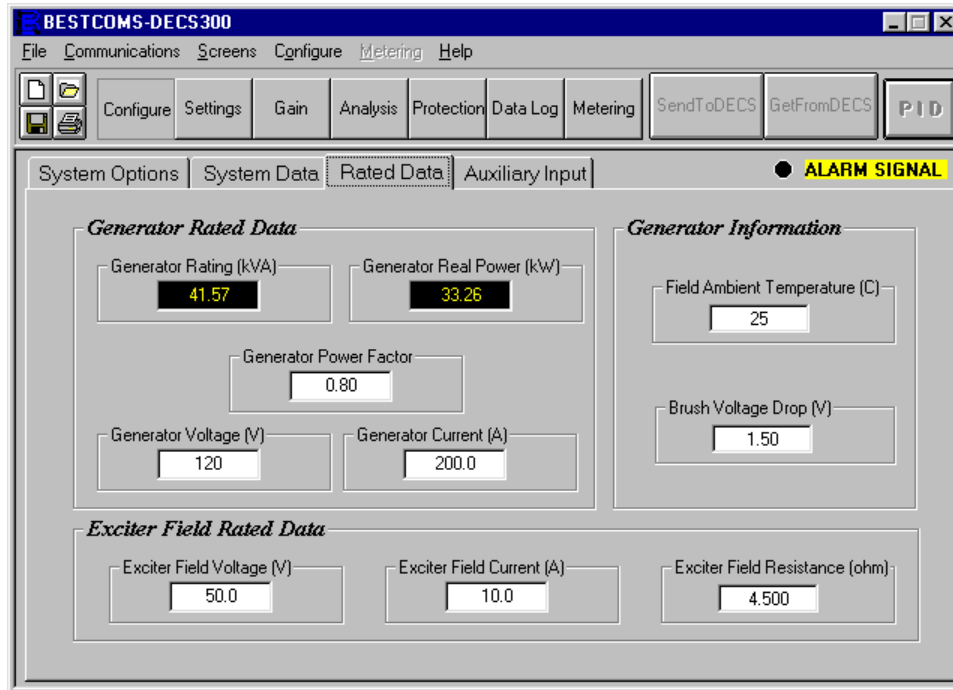 BESTCOMS-DECS300
File Communications Screens Configure Metering Help
Configure Settings Gain Analysis Protection Data Log Metering SendToDECS GetFromDECS PID
System Options System Data Rated Data Auxiliary Input ALARM SIGNAL
Generator Rated Data
Generator Rating (kVA) Generator Real Power (kW)
41.57 33.26
Generator Power Factor
0.80
Generator Voltage (V) Generator Current (A)
120 200.0
Generator Information
Field Ambient Temperature (C)
25
Brush Voltage Drop (V)
1.50
Exciter Field Rated Data
Exciter Field Voltage (V) Exciter Field Current (A) Exciter Field Resistance (ohm)
50.0 10.0 4.500